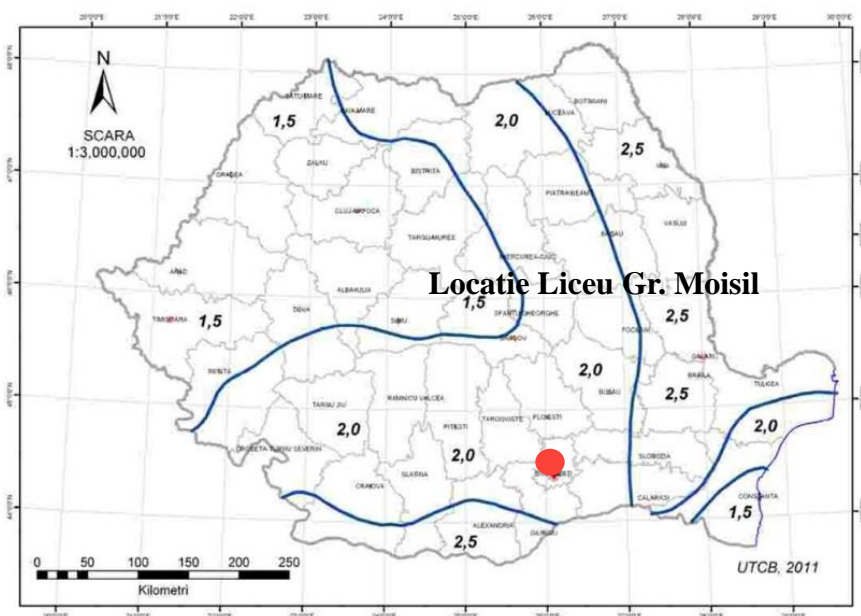 N
SCARA
1:3,000,000
SATU MARE
BAIA MARE
1,5
2,0
SUCEAVA
BOTOSANI
2,5
IASI
ZALAU
BISTRITA
ORADEA
PIATRA NEAMT
CLUJ-NAPOCA
TARGU MURES
BACAU
VASLUI
MIERCUREA-CIUC
Locatie Liceu Gr. Moisil
ARAD
ALBA IULIA
1,5
DEVA
SIBIU
SFANTU GHEORGHE
TIMISOARA
1,5
BRASOV
FOCSANI
2,5
GALATI
RESITA
2,0
BRAILA
TULCEA
BUZAU
2,5
TARGU JIU
RAMNICU VALCEA
TARGOVISTE
PLOIESTI
2,0
PITESTI
2,0
DROBETA-TURNU SEVERIN
2,0
SLOBOZIA
SLATINA
CRAIOVA
CALARASI
CONSTANTA
1,5
ALEXANDRIA
GIURGIU
2,5
0 50 100 150 200 250
Kilometri
UTCB, 2011